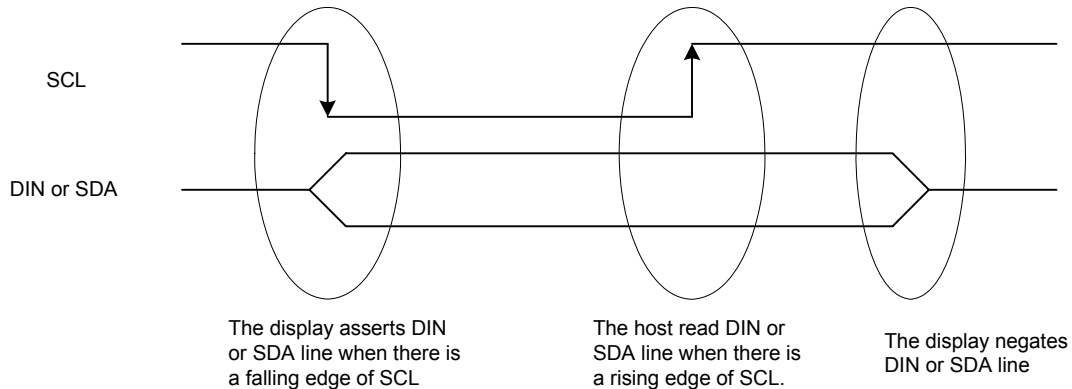 SCL
DIN or SDA
The display asserts DIN
or SDA line when there is
a falling edge of SCL
The host read DIN or
SDA line when there is
a rising edge of SCL.
The display negates
DIN or SDA line